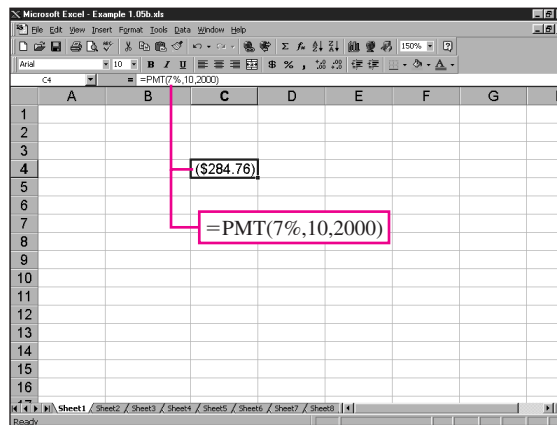 Microsoft Excel - Example 1.05b.xls
File Edit View Insert Format Tools Data Window Help
150%
Arial 10 B I U $ % ,
C4 = =PMT(7%,10,2000)
A B C D E F G
1
2
3
4 ($284.76)
5
6
7
=PMT(7%,10,2000)
8
9
10
11
12
13
14
15
16
17
Sheet1 Sheet2 Sheet3 Sheet4 Sheet5 Sheet6 Sheet7 Sheet8
Ready